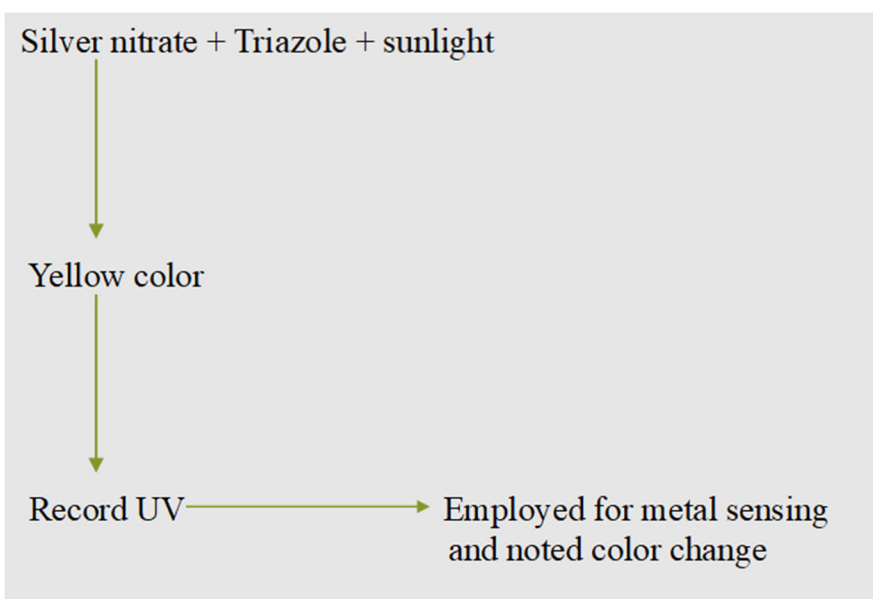 Silver nitrate + Triazole + sunlight
Yellow color
Record UV
Employed for metal sensing
and noted color change